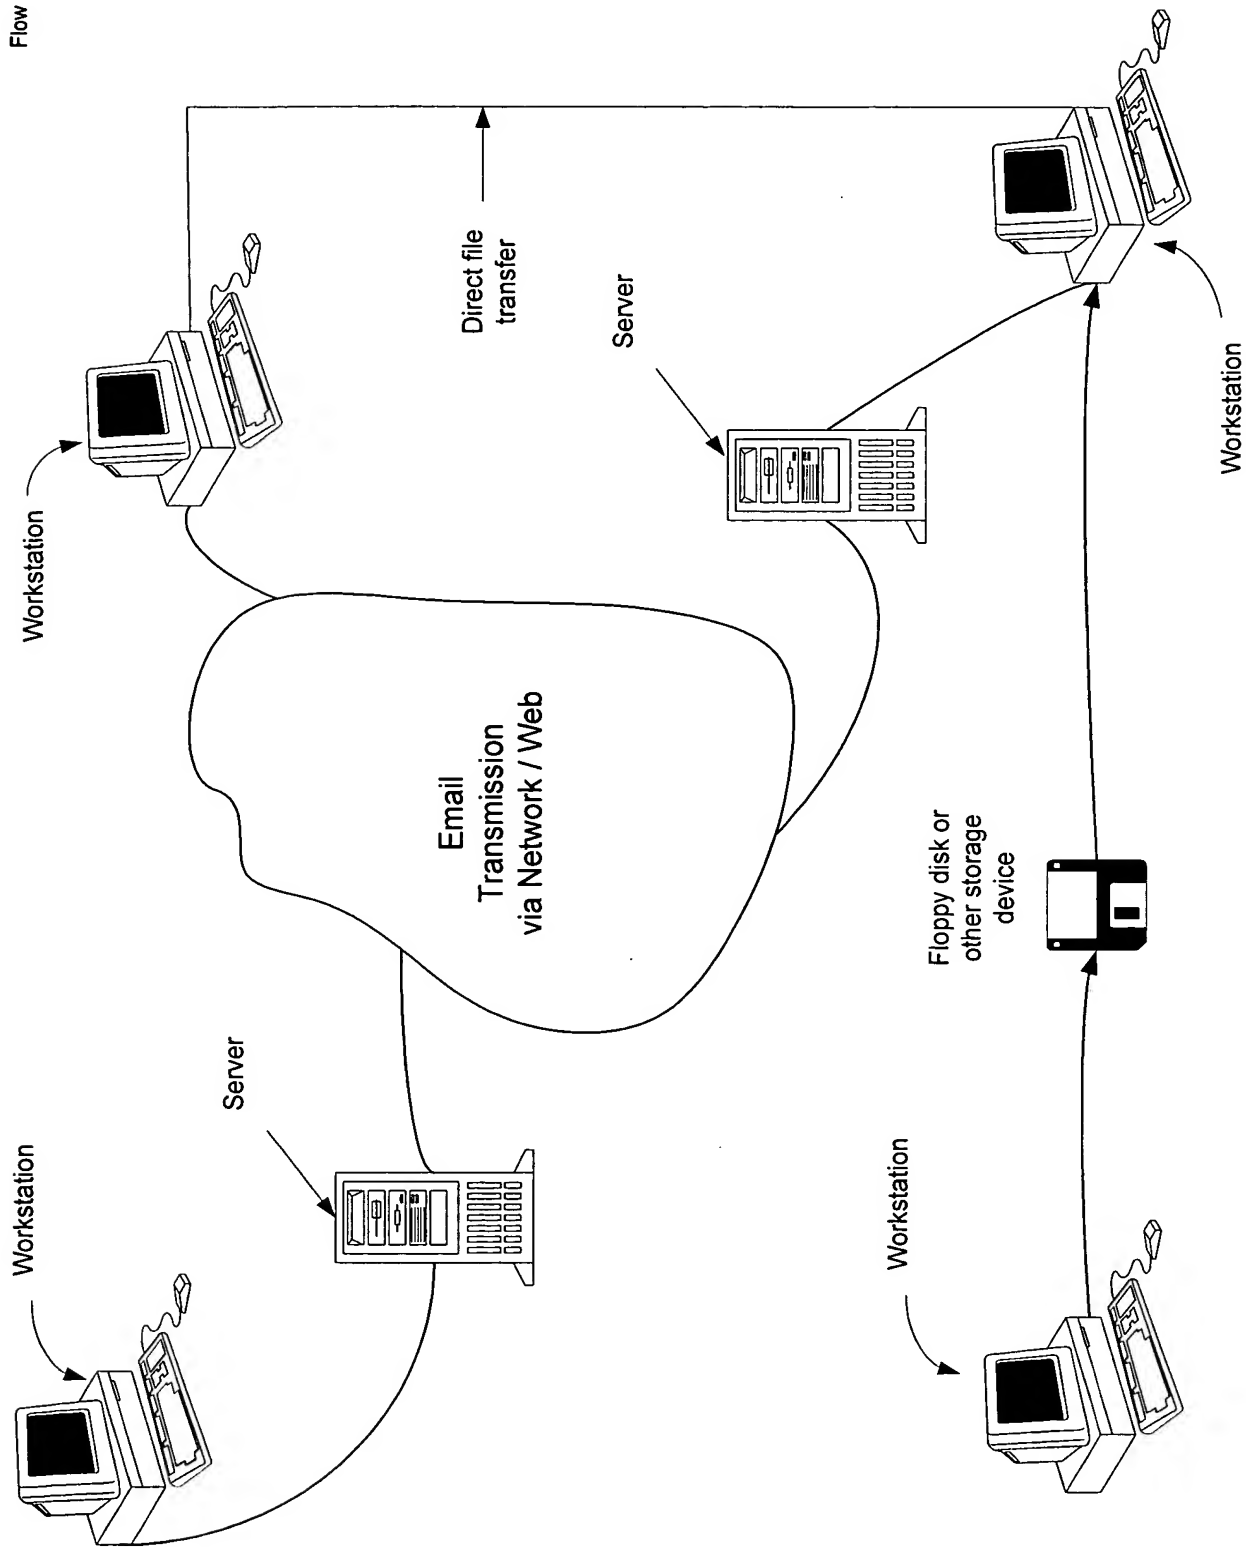 Flow
Workstation
Server
Email
Transmission
via Network / Web
Workstation
Direct file
transfer
Server
Workstation
Floppy disk or
other storage
device
Workstation